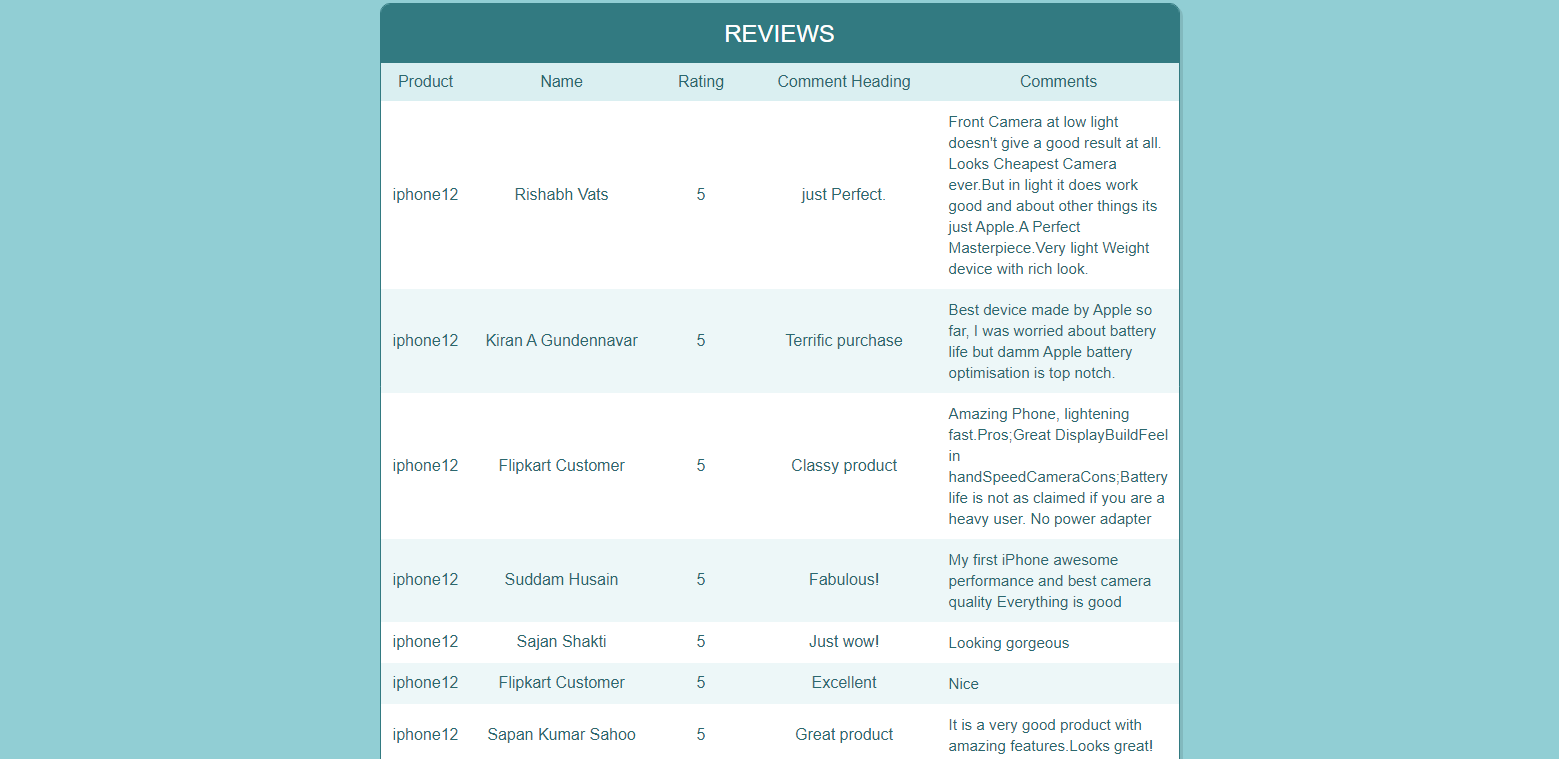 REVIEWS
Product Name Rating Comment Heading Comments
Front Camera at low light
doesn't give a good result at all.
Looks Cheapest Camera
ever.But in light it does work
iphone12 Rishabh Vats 5 just Perfect.
good and about other things its
just Apple.A Perfect
Masterpiece.Very light Weight
device with rich look.
Best device made by Apple so
far, I was worried about battery
iphone12 Kiran A Gundennavar 5 Terrific purchase
life but damm Apple battery
optimisation is top notch.
Amazing Phone, lightening
fast.Pros;Great DisplayBuildFeel
in
iphone12 Flipkart Customer 5 Classy product
handSpeedCameraCons;Battery
life is not as claimed if you are a
heavy user. No power adapter
My first iPhone awesome
iphone12 Suddam Husain 5 Fabulous!
performance and best camera
quality Everything is good
iphone12 Sajan Shakti 5 Just wow! Looking gorgeous
iphone12 Flipkart Customer 5 Excellent Nice
iphone12 Sapan Kumar Sahoo 5 Great product
It is a very good product with
amazing features.Looks great!